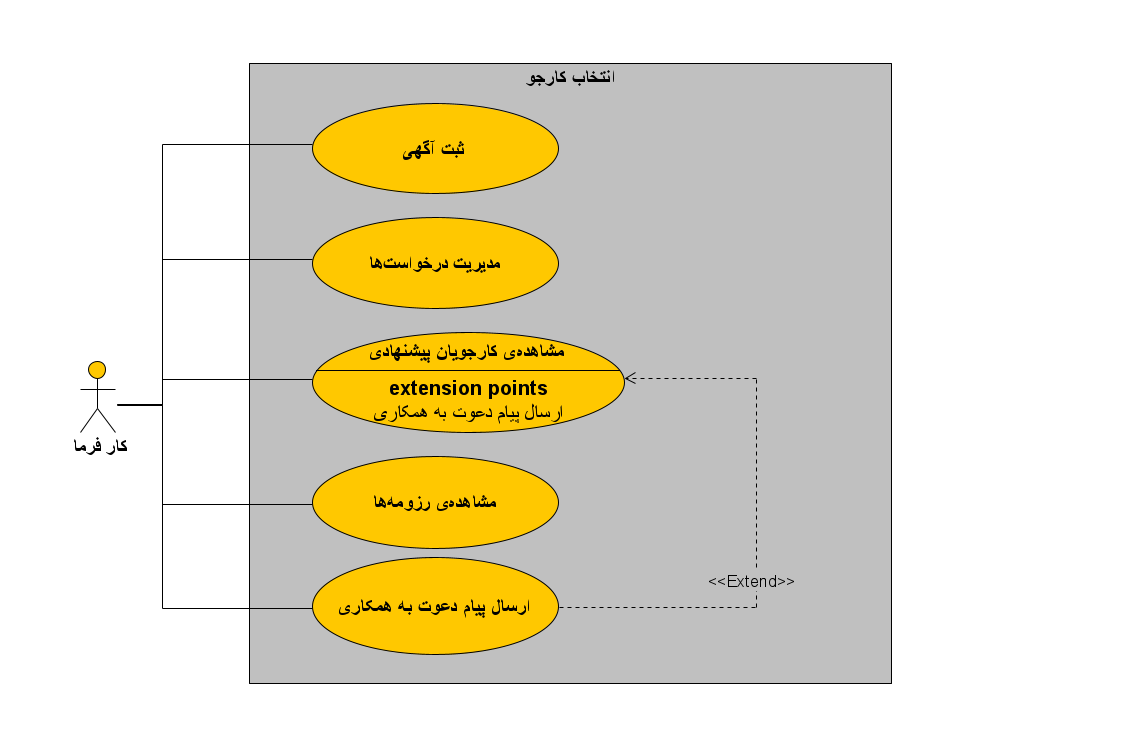 انتخاب کارجو
ثبت آگهی
مدیریت درخواست‌ها
مشاهده‌ی کارجویان پیشنهادی
extension points
ارسال پیام دعوت به همکاری
کار فرما
مشاهده‌ی رزومه‌ها
<<Extend>>
ارسال پیام دعوت به همکاری